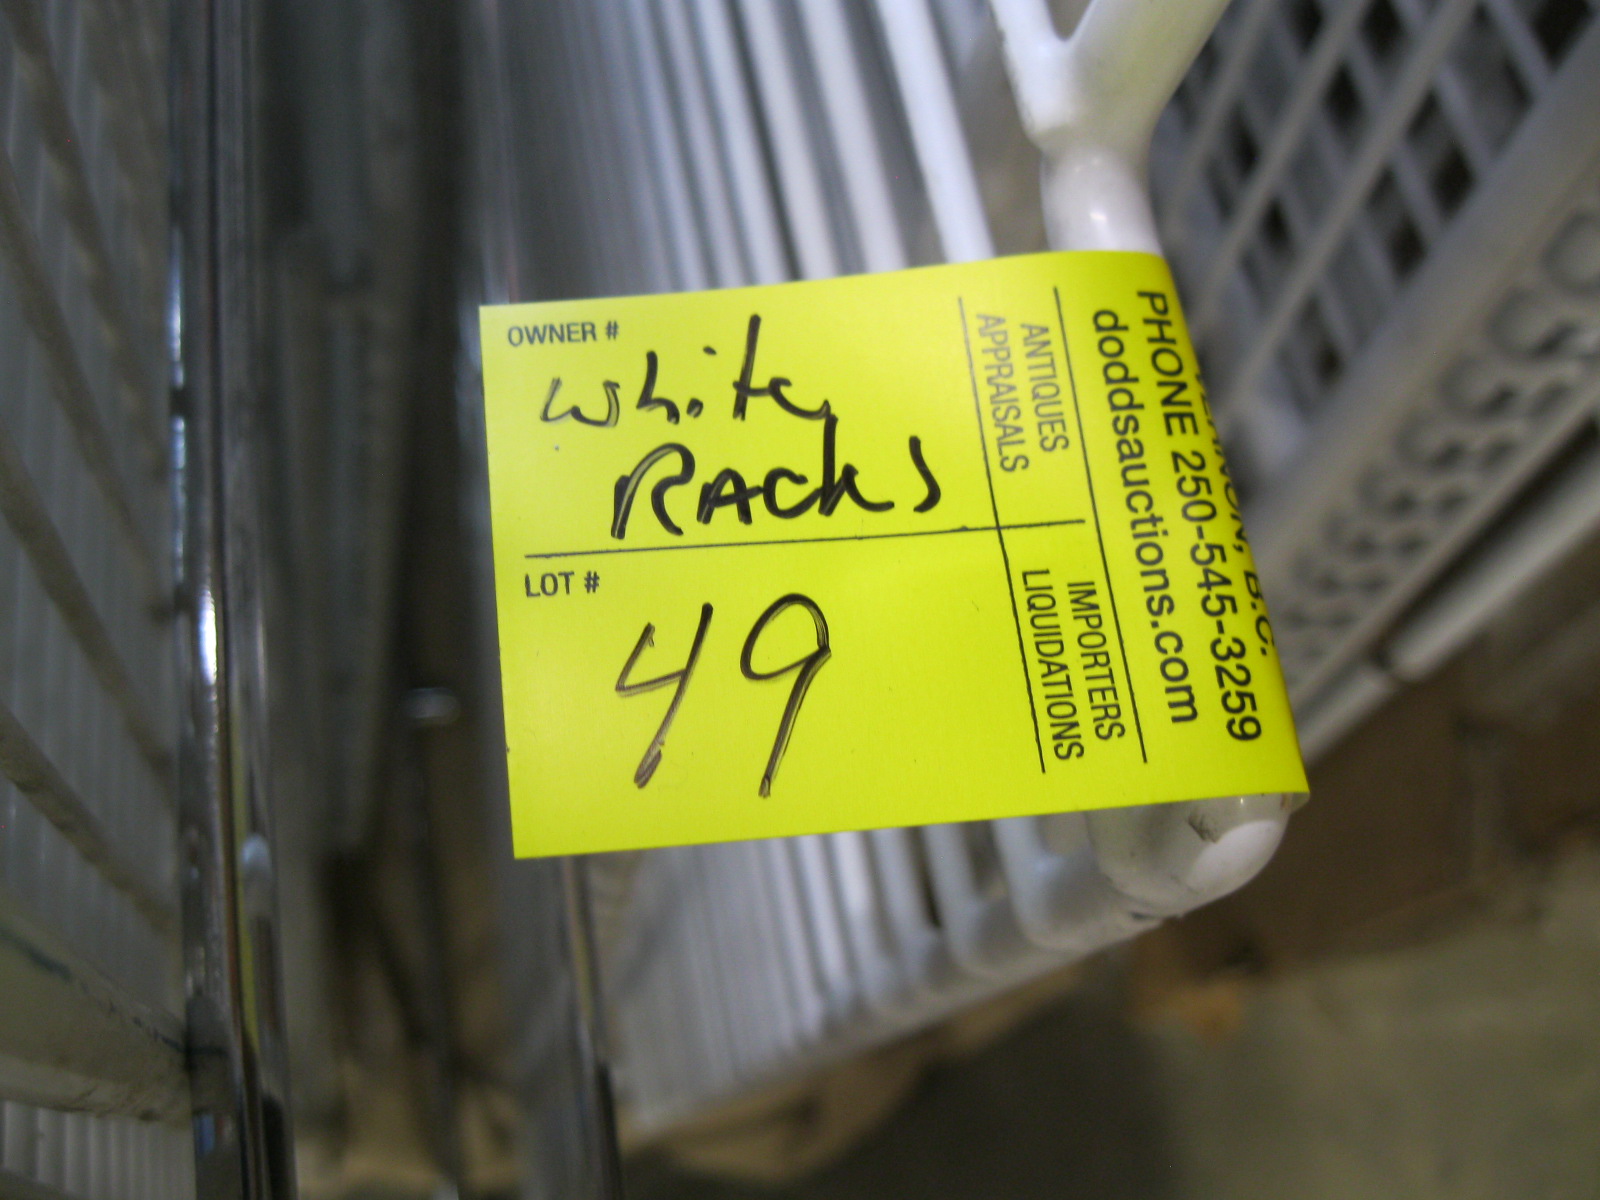 OWNER #
white
RACKS
LOT #
49
ANTIQUES
APPRAISALS
IMPORTERS
LIQUIDATIONS
B.C.
PHONE 250-545-3259
doddsauctions.com